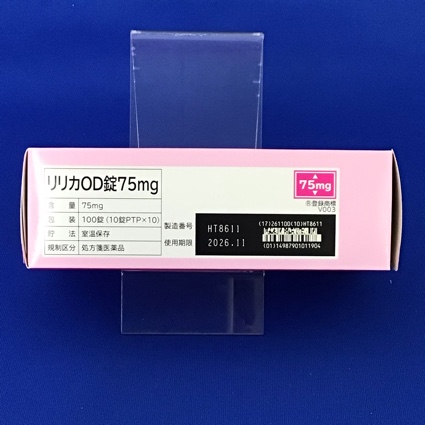 リリカOD錠75mg
含 量 75mg
包 装 100錠(10錠PTP×10)
貯 法 室温保存
規制区分 処方箋医薬品
製造番号 HT8611
使用期限 2026.11
75mg
®登録商標
V003
(17)261100(10)HT8611
(01)14987901011904